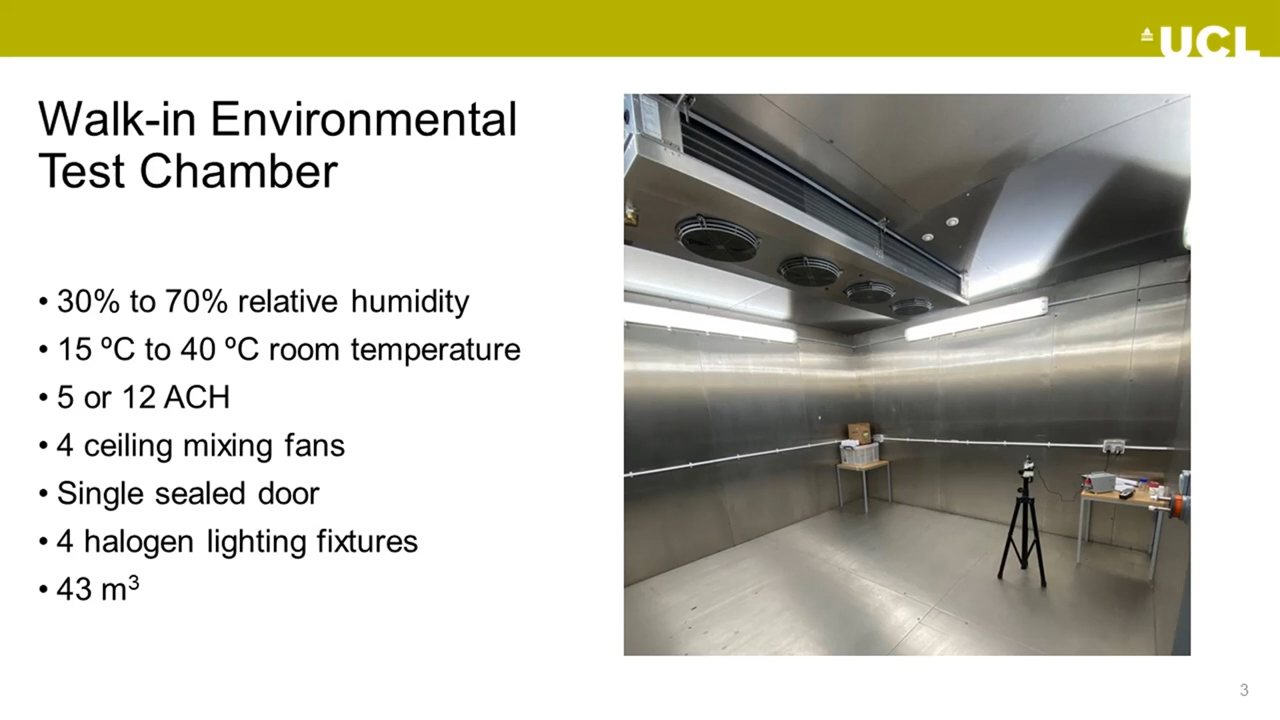 UCL
Walk-in Environmental
Test Chamber
• 30% to 70% relative humidity
• 15 ºC to 40 ºC room temperature
• 5 or 12 ACH
• 4 ceiling mixing fans
• Single sealed door
• 4 halogen lighting fixtures
• 43 m³
3